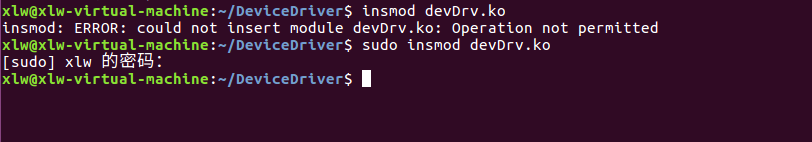 xlw@xlw-virtual-machine:~/DeviceDriver$ insmod devDrv.ko
insmod: ERROR: could not insert module devDrv.ko: Operation not permitted
xlw@xlw-virtual-machine:~/DeviceDriver$ sudo insmod devDrv.ko
[sudo] xlw 的密码：
xlw@xlw-virtual-machine:~/DeviceDriver$